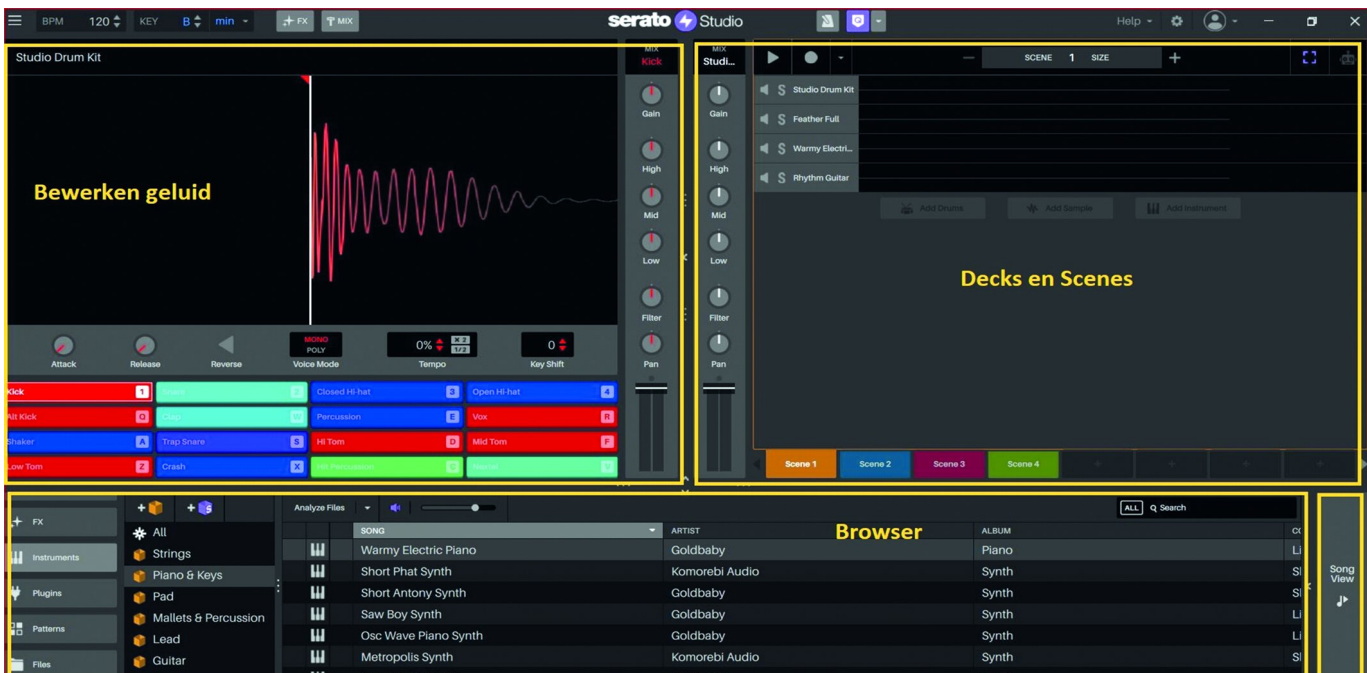 BPM 120 KEY B min FX MIX serato Studio Help
Studio Drum Kit
MIX
Kick
Gain
High
Mid
Low
Filter
Pan
MIX
Studi...
Gain
High
Mid
Low
Filter
Pan
SCENE 1 SIZE
S Studio Drum Kit
S Feather Full
S Warmy Electri...
S Rhythm Guitar
Add Drums Add Sample Add Instrument
Bewerken geluid
Decks en Scenes
MONO
POLY
0% X 2
1/2
0
Attack Release Reverse Voice Mode Tempo Key Shift
Kick 1 Closed Hi-hat 3 Open Hi-hat 4
Alt Kick Q Clap W Percussion E Vox R
Shaker A Trap Snare S Hi Tom D Mid Tom F
Low Tom Z Crash X
Scene 1 Scene 2 Scene 3 Scene 4
FX
Instruments
Plugins
Patterns
Files
All
Strings
Piano & Keys
Pad
Mallets & Percussion
Lead
Guitar
Analyze Files ALL Search
Browser
SONG ARTIST ALBUM
Warmy Electric Piano Goldbaby Piano
Short Phat Synth Komorebi Audio Synth
Short Antony Synth Goldbaby Synth
Saw Boy Synth Goldbaby Synth
Osc Wave Piano Synth Goldbaby Synth
Metropolis Synth Komorebi Audio Synth
Song
View